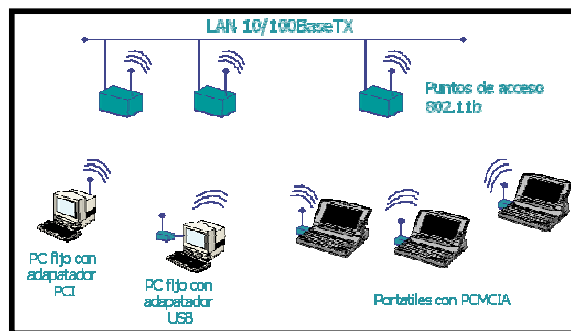 LAN 10/100BaseTX
Puntos de acceso
802.11b
PC fijo con
adapatador
PCI
PC fijo con
adapatador
USB
Portatiles con PCMCIA